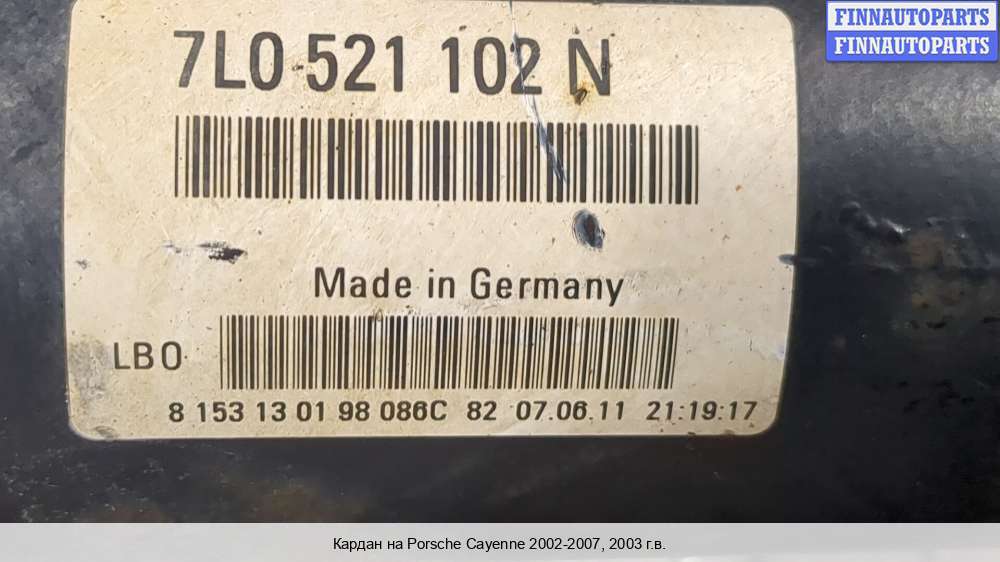 FINNAUTOPARTS
FINNAUTOPARTS
7L0 521 102 N
Made in Germany
LB0
8 153 13 01 98 086C 82 07.06.11 21:19:17
Кардан на Porsche Cayenne 2002-2007, 2003 г.в.